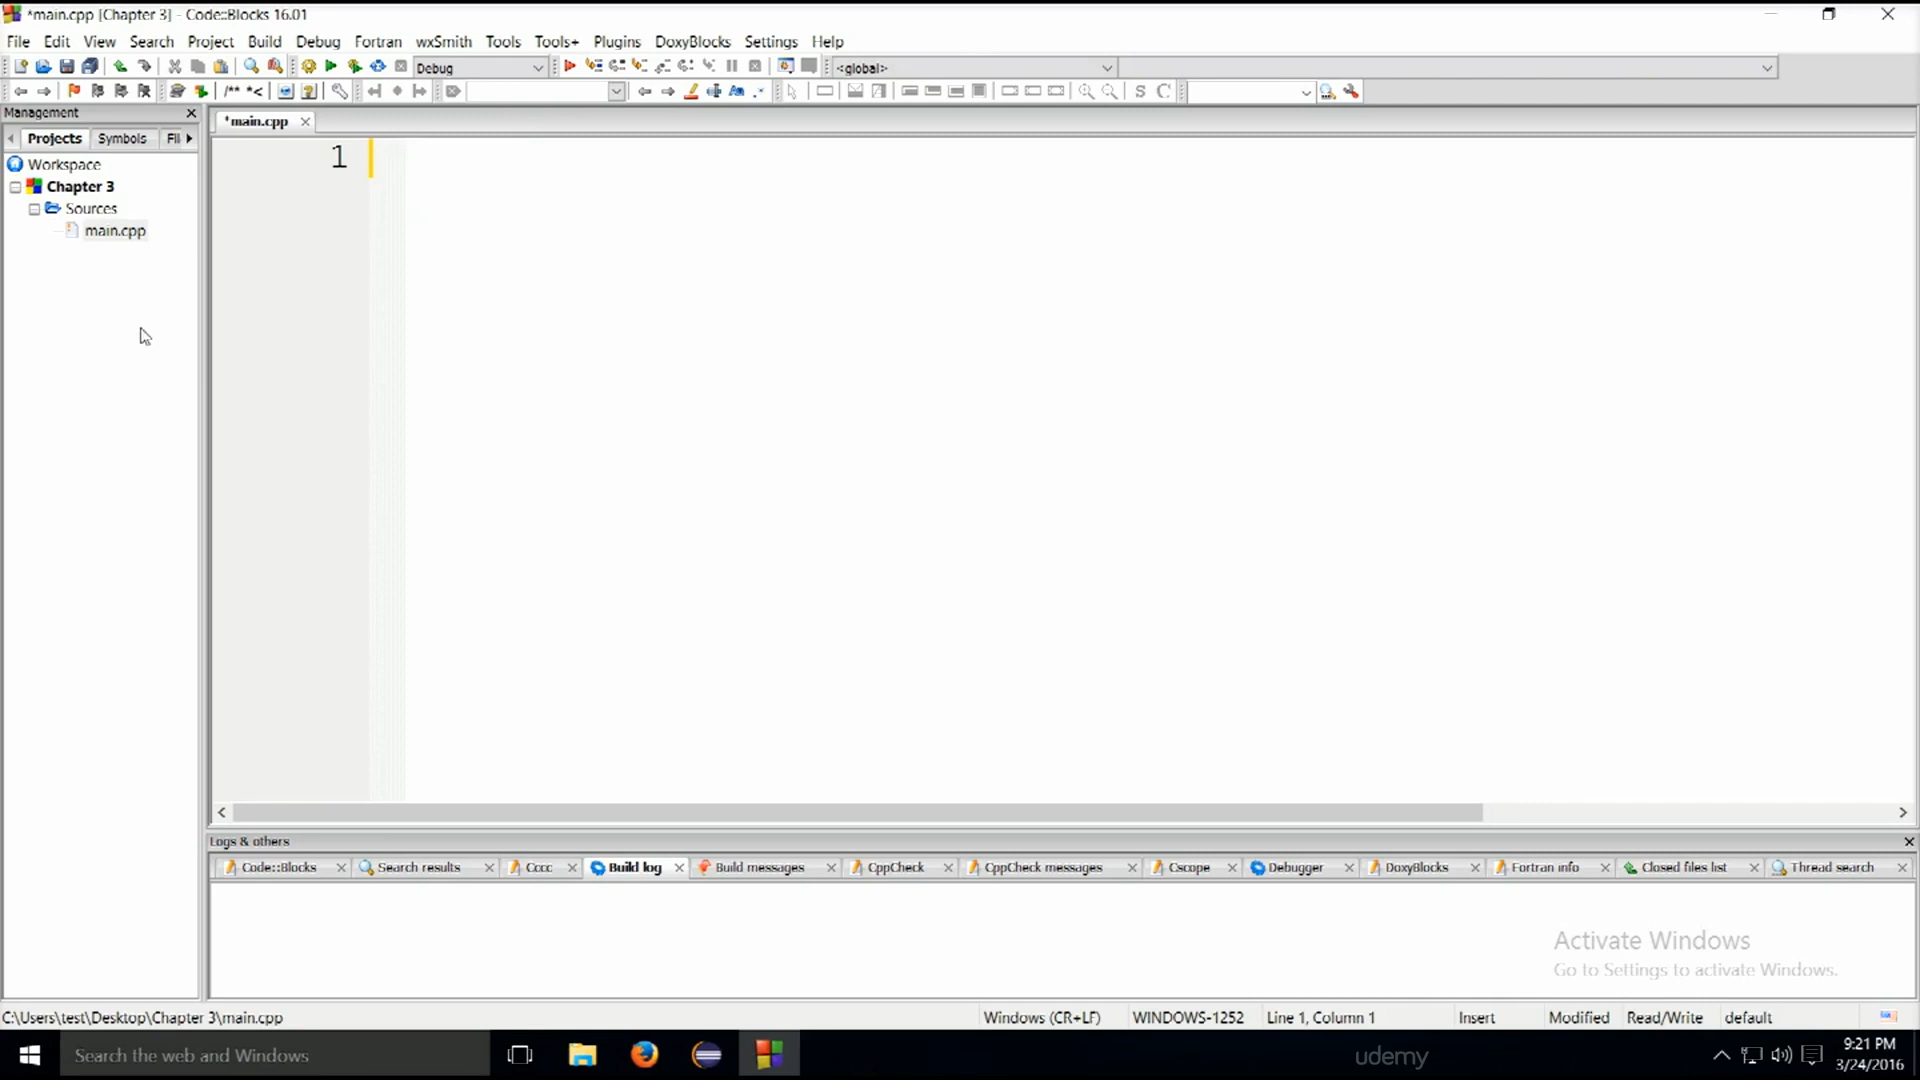 *main.cpp [Chapter 3] - Code::Blocks 16.01
File Edit View Search Project Build Debug Fortran wxSmith Tools Tools+ Plugins DoxyBlocks Settings Help
Debug <global>
/** *<
S C
Management
*main.cpp
Projects Symbols Fil
1
Workspace
Chapter 3
Sources
main.cpp
Logs & others
Code::Blocks Search results Cccc Build log Build messages CppCheck CppCheck messages Cscope Debugger DoxyBlocks Fortran info Closed files list Thread search
Activate Windows
Go to Settings to activate Windows.
C:\Users\test\Desktop\Chapter 3\main.cpp Windows (CR+LF) WINDOWS-1252 Line 1, Column 1 Insert Modified Read/Write default
Search the web and Windows
udemy
9:21 PM
3/24/2016